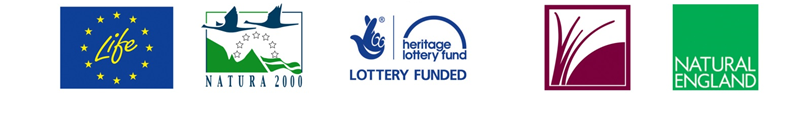 Life
NATURA 2000
heritage
lottery fund
LOTTERY FUNDED
NATURAL
ENGLAND